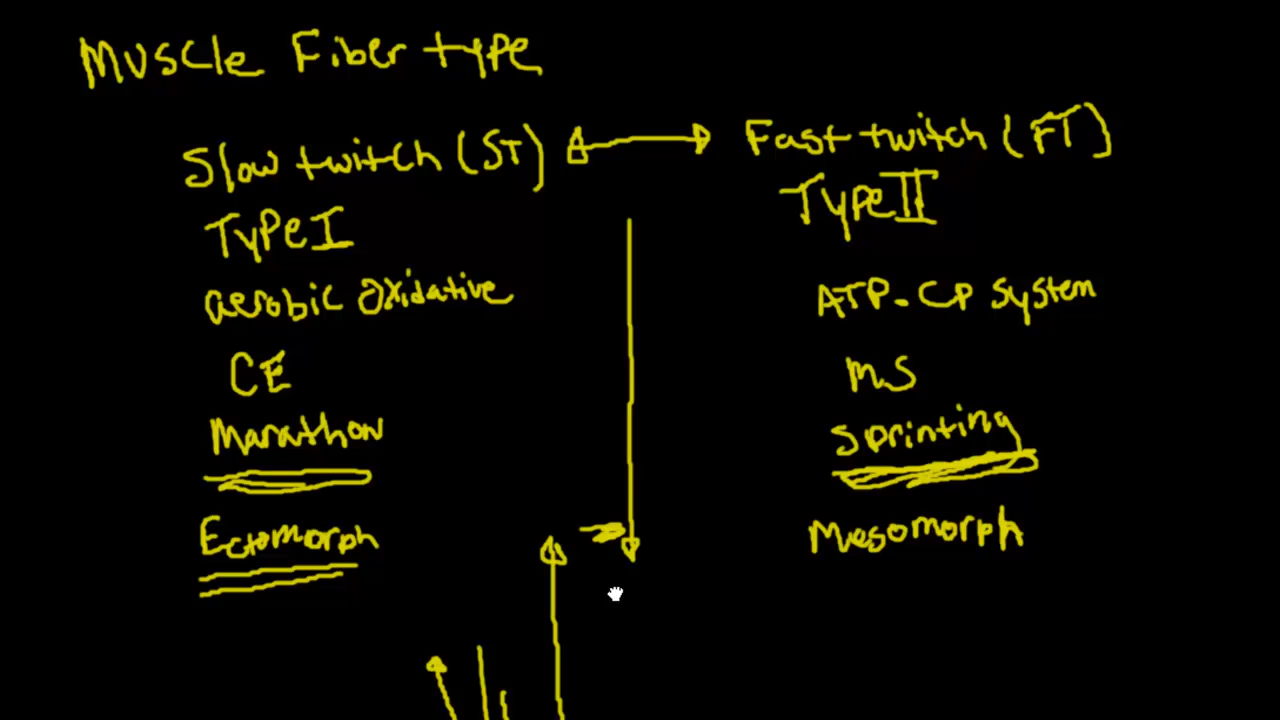 Muscle Fiber type
Slow twitch (ST)
Type I
aerobic oxidative
CE
Marathon
Ectomorph
Fast twitch (FT)
Type II
ATP-CP System
MS
Sprinting
Mesomorph